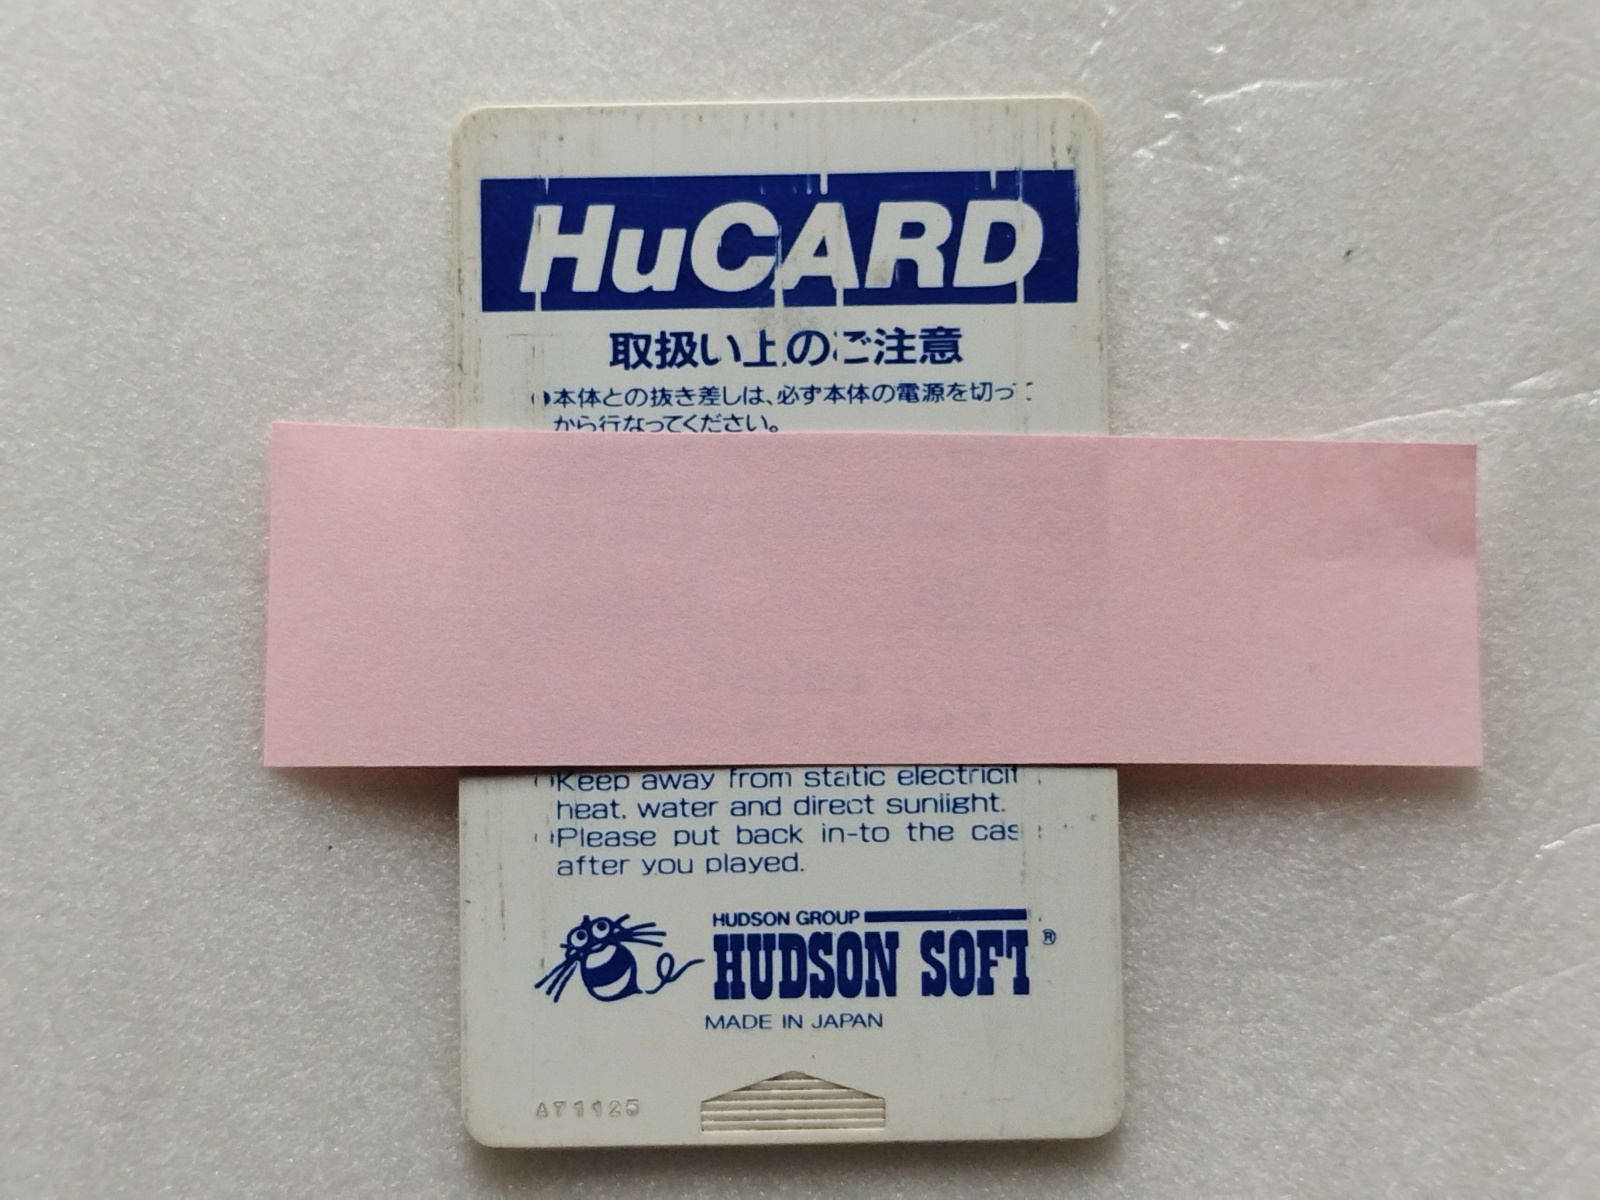 HuCARD
取扱い上のご注意
●本体との抜き差しは、必ず本体の電源を切って
から行なってください。
●Keep away from static electricit
heat, water and direct sunlight.
●Please put back in-to the cas
after you played.
HUDSON GROUP
HUDSON SOFT®
MADE IN JAPAN
A71125